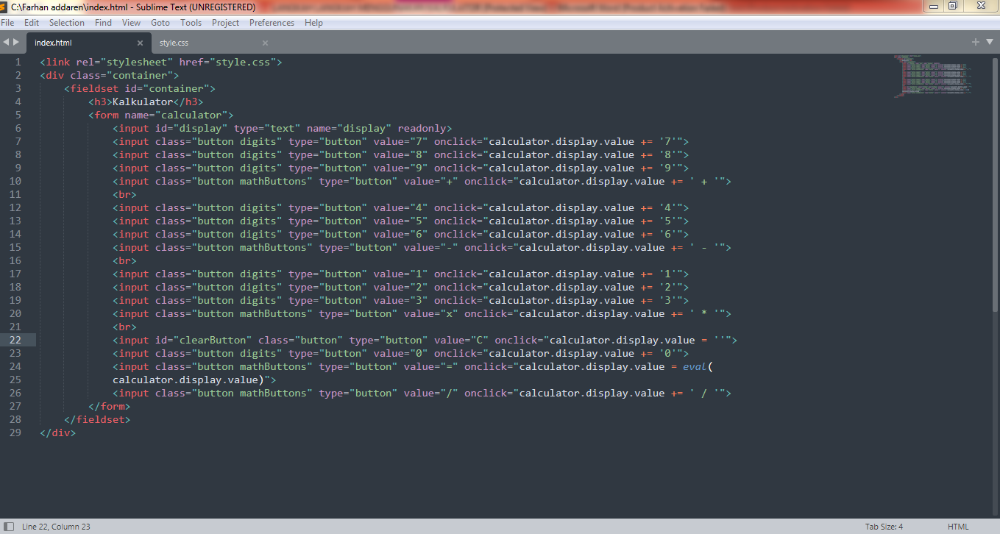 C:\Farhan addaren\index.html - Sublime Text (UNREGISTERED)
File Edit Selection Find View Goto Tools Project Preferences Help
index.html style.css
1 <link rel="stylesheet" href="style.css">
2 <div class="container">
3 <fieldset id="container">
4 <h3>Kalkulator</h3>
5 <form name="calculator">
6 <input id="display" type="text" name="display" readonly>
7 <input class="button digits" type="button" value="7" onclick="calculator.display.value += '7'">
8 <input class="button digits" type="button" value="8" onclick="calculator.display.value += '8'">
9 <input class="button digits" type="button" value="9" onclick="calculator.display.value += '9'">
10 <input class="button mathButtons" type="button" value="+" onclick="calculator.display.value += ' + '">
11 <br>
12 <input class="button digits" type="button" value="4" onclick="calculator.display.value += '4'">
13 <input class="button digits" type="button" value="5" onclick="calculator.display.value += '5'">
14 <input class="button digits" type="button" value="6" onclick="calculator.display.value += '6'">
15 <input class="button mathButtons" type="button" value="-" onclick="calculator.display.value += ' - '">
16 <br>
17 <input class="button digits" type="button" value="1" onclick="calculator.display.value += '1'">
18 <input class="button digits" type="button" value="2" onclick="calculator.display.value += '2'">
19 <input class="button digits" type="button" value="3" onclick="calculator.display.value += '3'">
20 <input class="button mathButtons" type="button" value="x" onclick="calculator.display.value += ' * '">
21 <br>
22 <input id="clearButton" class="button" type="button" value="C" onclick="calculator.display.value = ''">
23 <input class="button digits" type="button" value="0" onclick="calculator.display.value += '0'">
24 <input class="button mathButtons" type="button" value="=" onclick="calculator.display.value = eval(
25 calculator.display.value)">
26 <input class="button mathButtons" type="button" value="/" onclick="calculator.display.value += ' / '">
27 </form>
28 </fieldset>
29 </div>
Line 22, Column 23 Tab Size: 4 HTML